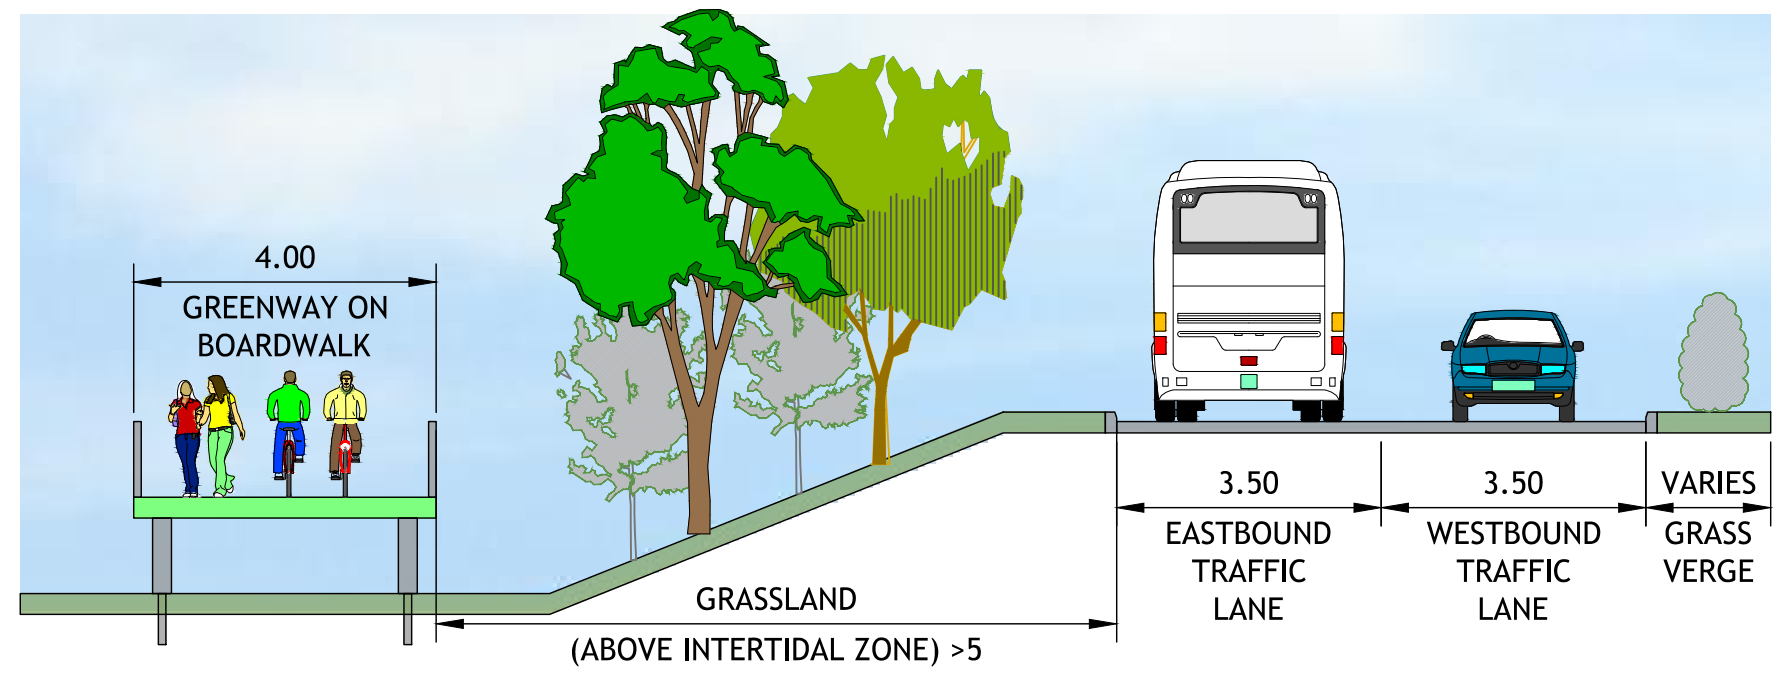 4.00
GREENWAY ON
BOARDWALK
GRASSLAND
(ABOVE INTERTIDAL ZONE) >5
3.50
EASTBOUND
TRAFFIC
LANE
3.50
WESTBOUND
TRAFFIC
LANE
VARIES
GRASS
VERGE